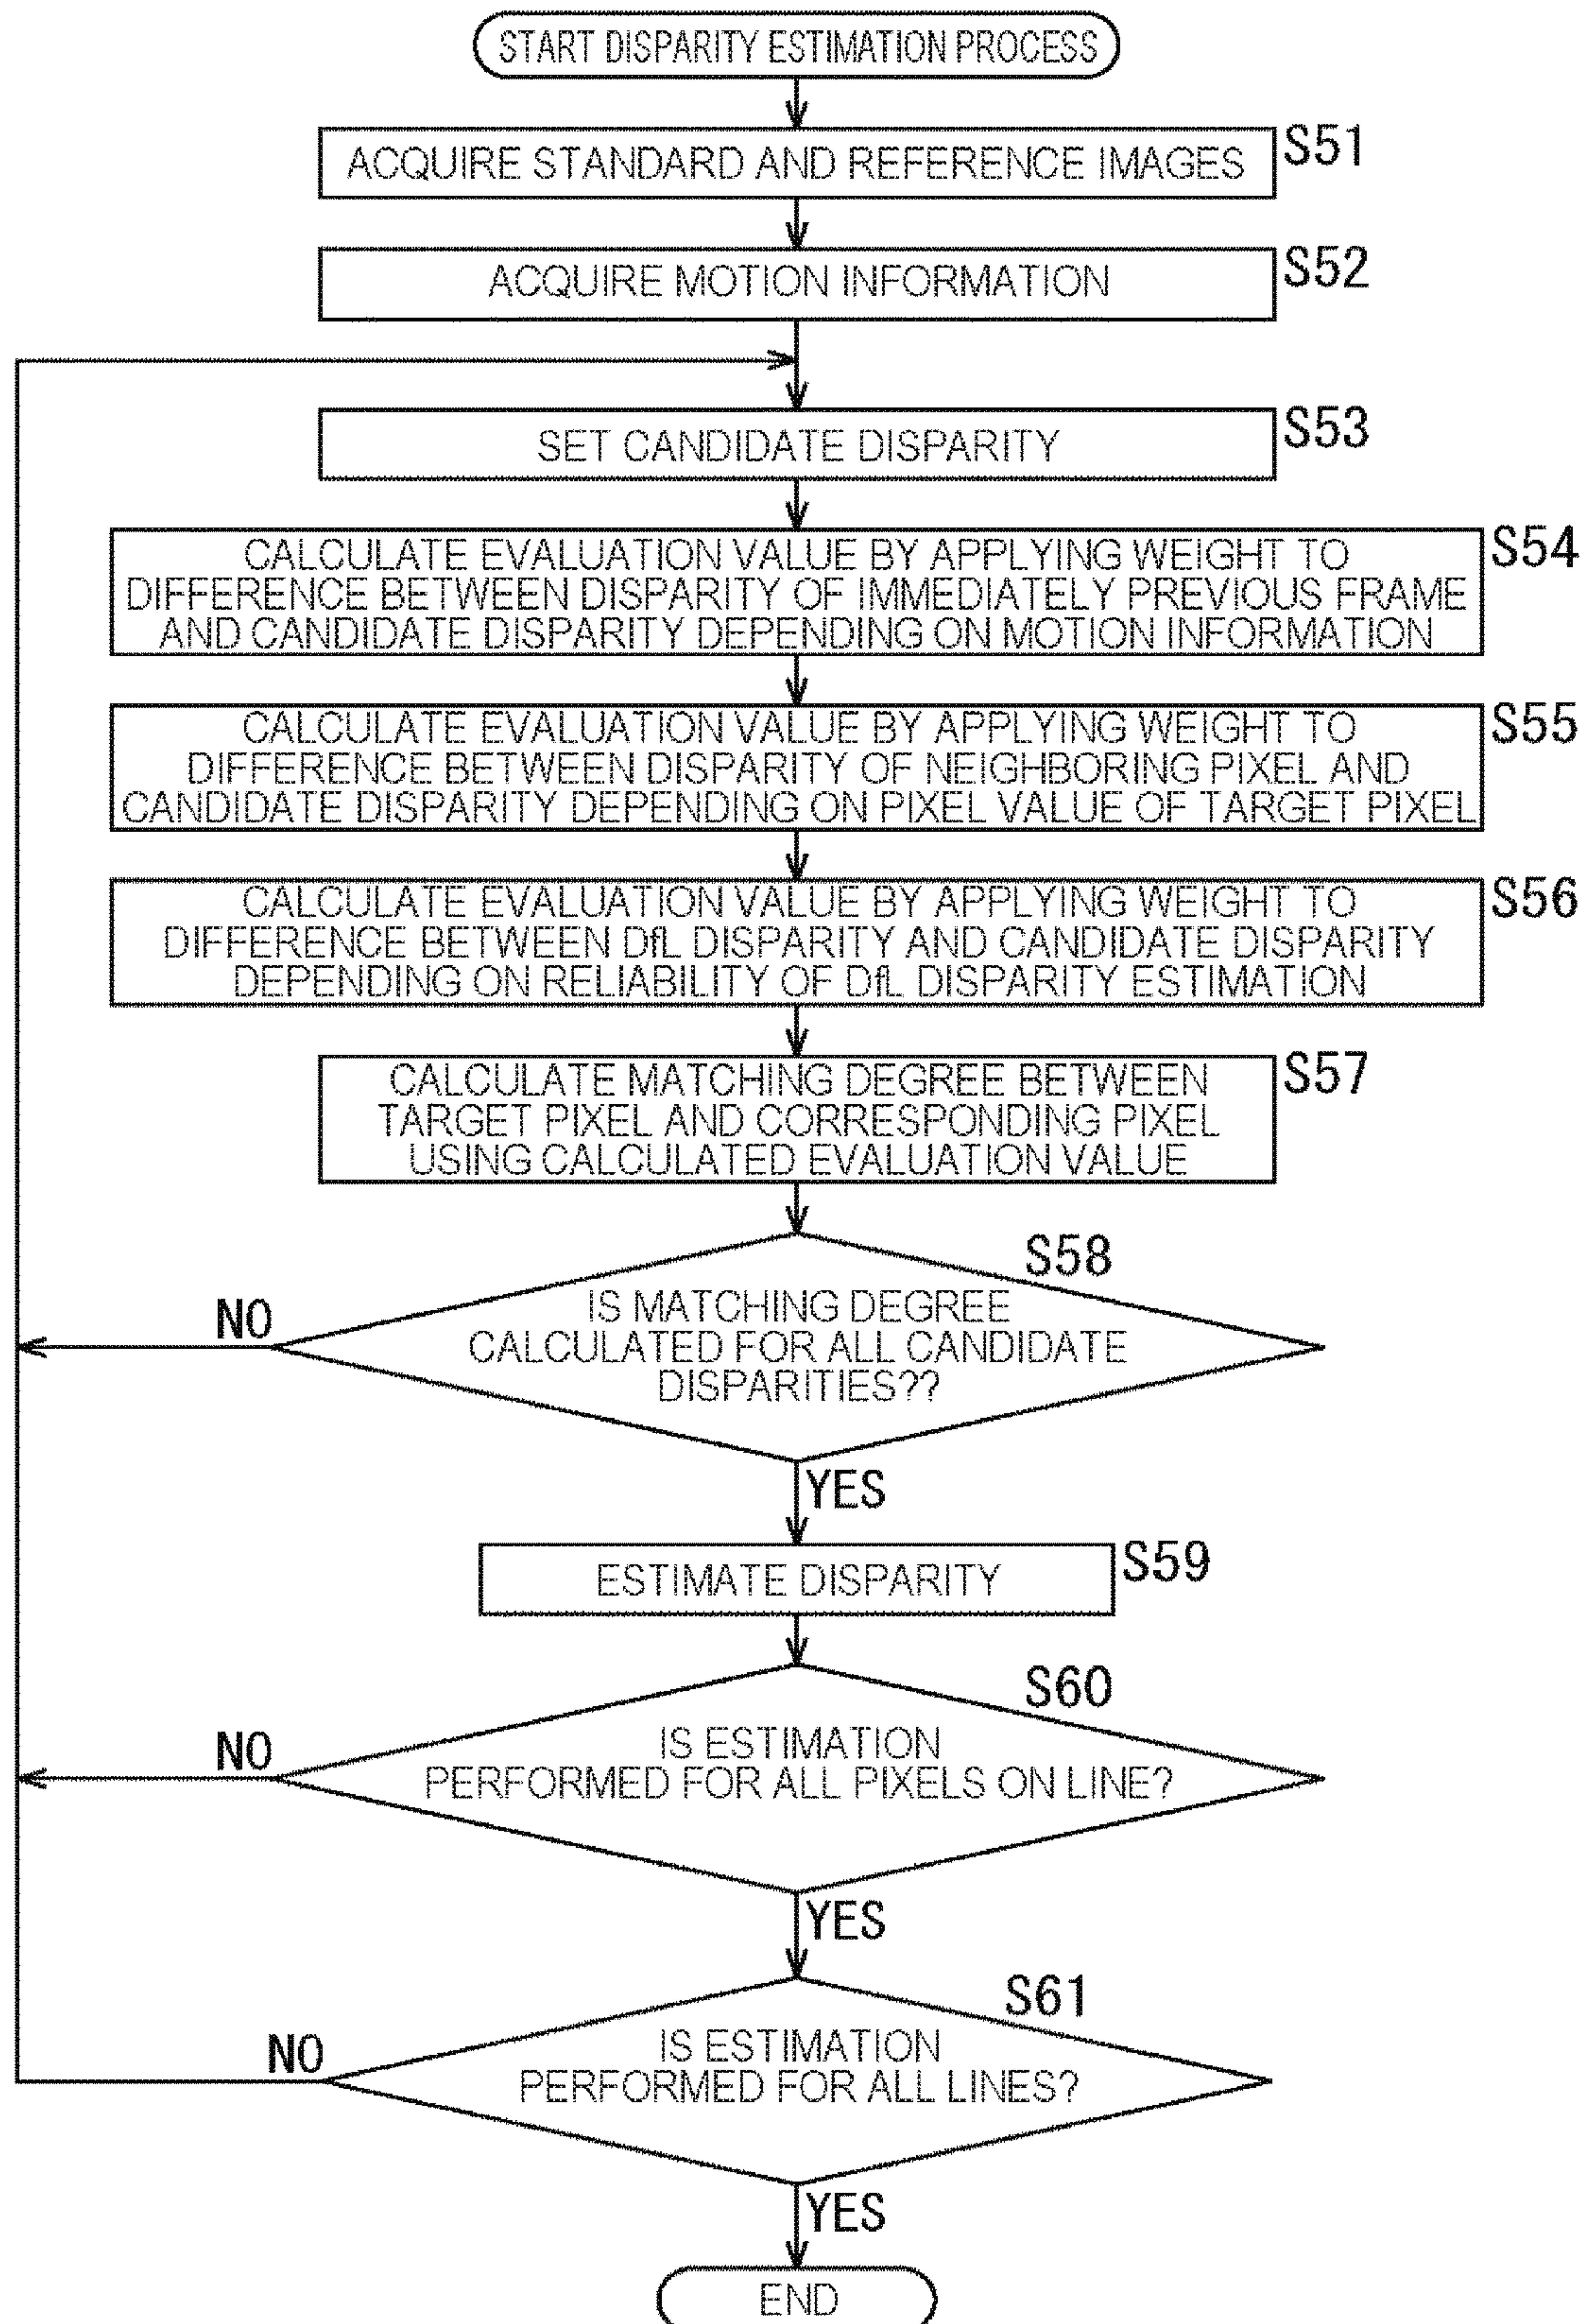 START DISPARITY ESTIMATION PROCESS
ACQUIRE STANDARD AND REFERENCE IMAGES
S51
ACQUIRE MOTION INFORMATION
S52
SET CANDIDATE DISPARITY
S53
CALCULATE EVALUATION VALUE BY APPLYING WEIGHT TO
DIFFERENCE BETWEEN DISPARITY OF IMMEDIATELY PREVIOUS FRAME
AND CANDIDATE DISPARITY DEPENDING ON MOTION INFORMATION
S54
CALCULATE EVALUATION VALUE BY APPLYING WEIGHT TO
DIFFERENCE BETWEEN DISPARITY OF NEIGHBORING PIXEL AND
CANDIDATE DISPARITY DEPENDING ON PIXEL VALUE OF TARGET PIXEL
S55
CALCULATE EVALUATION VALUE BY APPLYING WEIGHT TO
DIFFERENCE BETWEEN DfL DISPARITY AND CANDIDATE DISPARITY
DEPENDING ON RELIABILITY OF DfL DISPARITY ESTIMATION
S56
CALCULATE MATCHING DEGREE BETWEEN
TARGET PIXEL AND CORRESPONDING PIXEL
USING CALCULATED EVALUATION VALUE
S57
S58
IS MATCHING DEGREE
CALCULATED FOR ALL CANDIDATE
DISPARITIES??
NO
YES
ESTIMATE DISPARITY
S59
S60
IS ESTIMATION
PERFORMED FOR ALL PIXELS ON LINE?
NO
YES
S61
IS ESTIMATION
PERFORMED FOR ALL LINES?
NO
YES
END